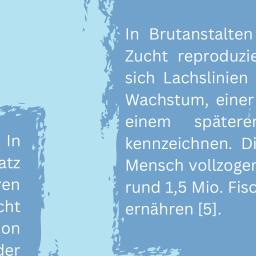 In Brutanstalten
Zucht reproduzie
sich Lachslinien
Wachstum, einer
einem späteren
kennzeichnen. Di
Mensch vollzogen
rund 1,5 Mio. Fisc
ernähren [5].
In
atz
ren
cht
on
der